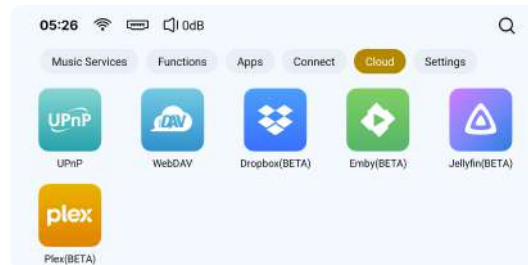 05:26 0dB
Music Services Functions Apps Connect Cloud Settings
UPnP DAV plex
UPnP WebDAV Dropbox(BETA) Emby(BETA) Jellyfin(BETA)
Plex(BETA)